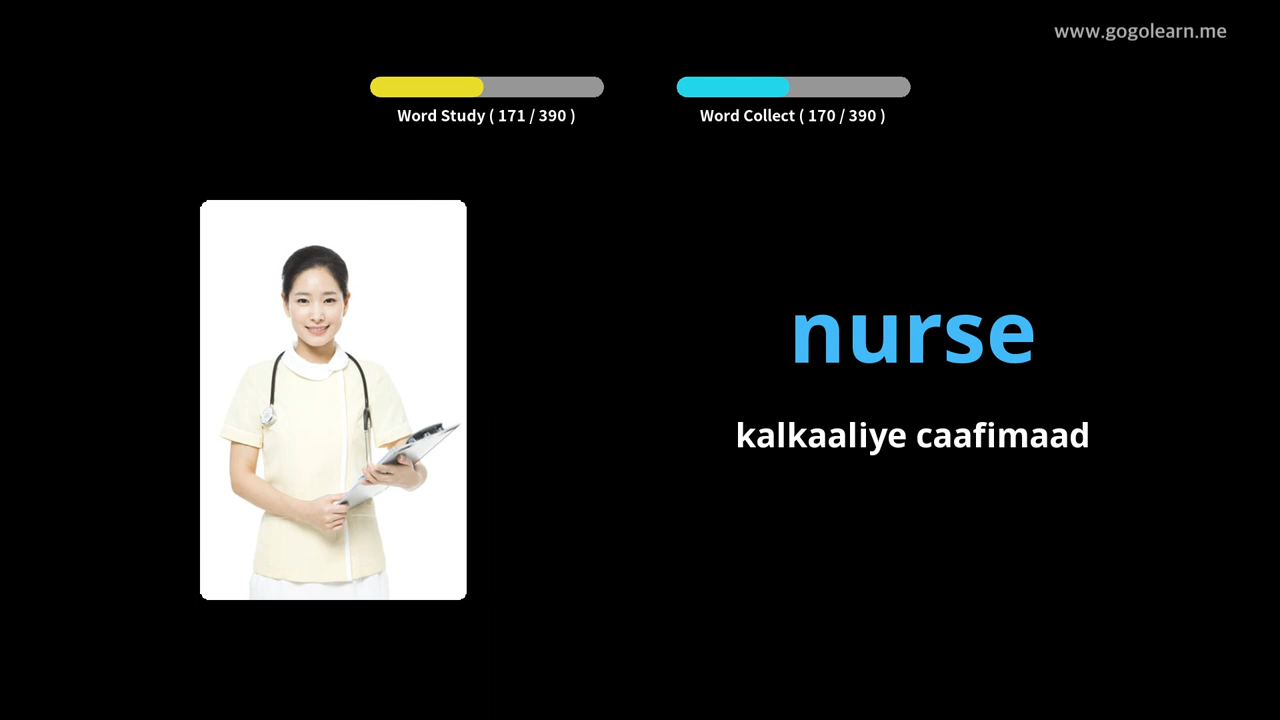 www.gogolearn.me
Word Study ( 171 / 390 )
Word Collect ( 170 / 390 )
nurse
kalkaaliye caafimaad